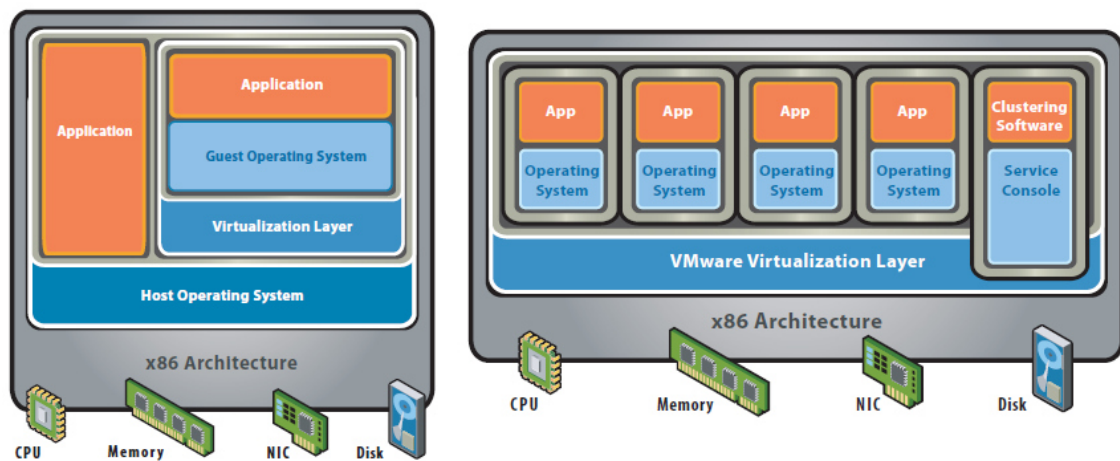 Application
Application
Guest Operating System
Virtualization Layer
Host Operating System
x86 Architecture
CPU
Memory
NIC
Disk
App
App
App
App
Clustering
Software
Operating
System
Operating
System
Operating
System
Operating
System
Service
Console
VMware Virtualization Layer
x86 Architecture
CPU
Memory
NIC
Disk